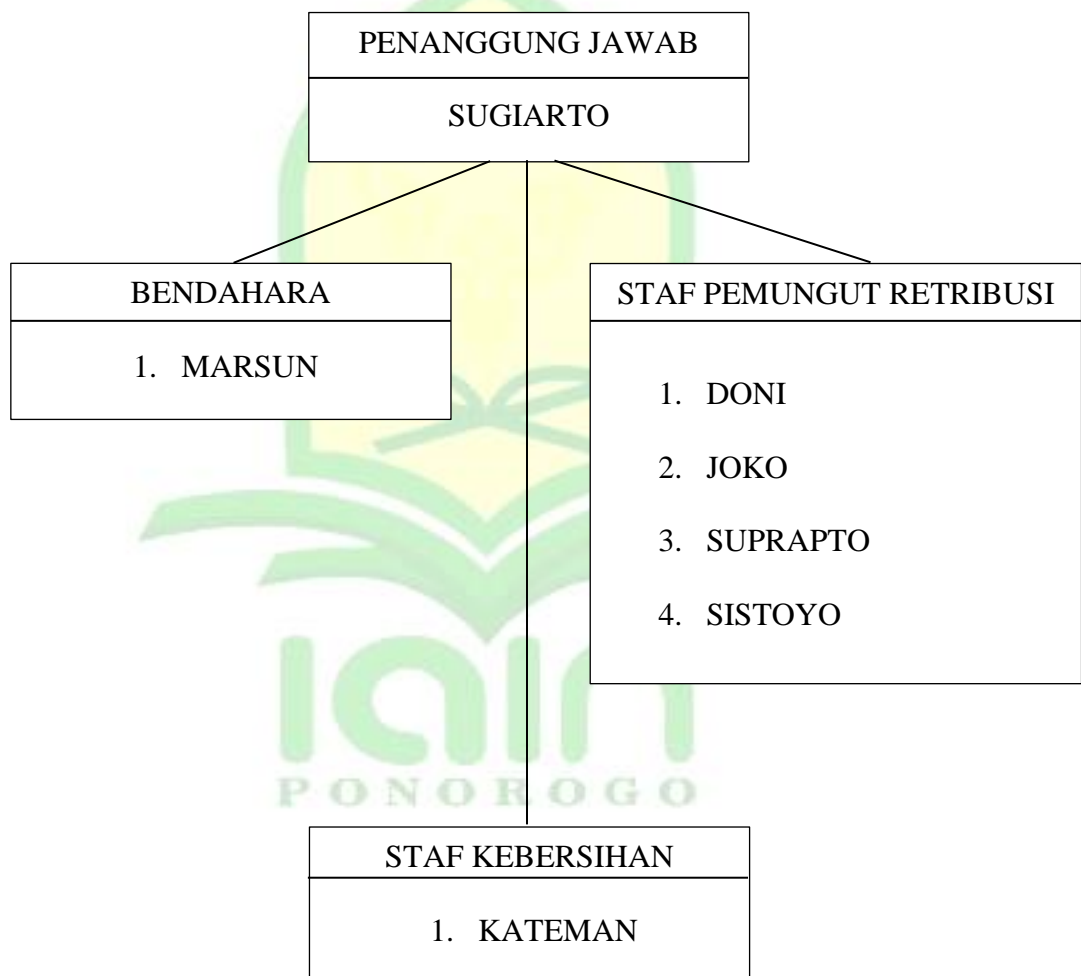 PENANGGUNG JAWAB
SUGIARTO
BENDAHARA
1. MARSUN
STAF PEMUNGUT RETRIBUSI
1. DONI
2. JOKO
3. SUPRAPTO
4. SISTOYO
iain
PONOROGO
STAF KEBERSIHAN
1. KATEMAN